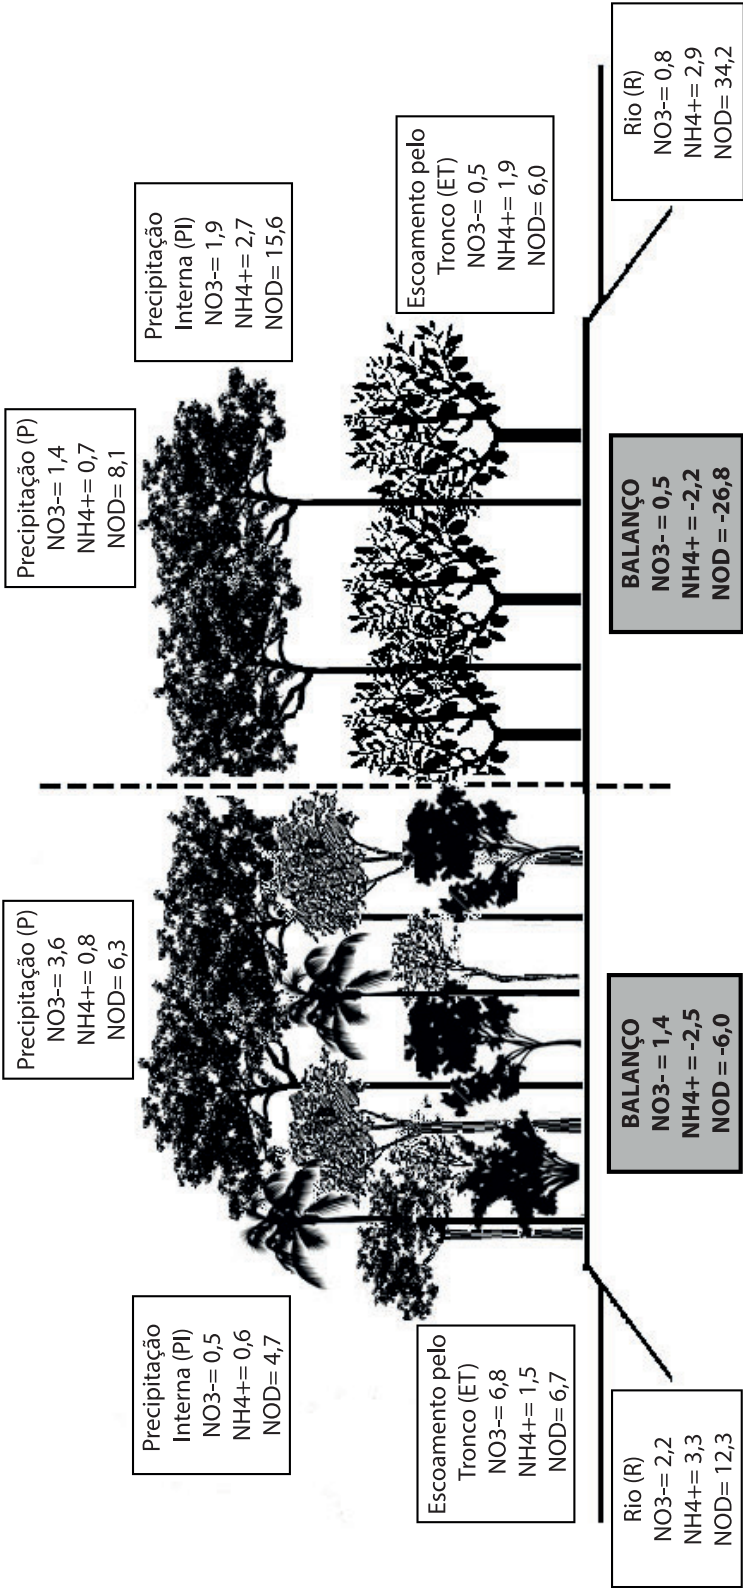 Precipitação (P)
NO3-= 3,6
NH4+= 0,8
NOD= 6,3
Precipitação (P)
NO3-= 1,4
NH4+= 0,7
NOD= 8,1
Precipitação
Interna (PI)
NO3-= 0,5
NH4+= 0,6
NOD= 4,7
Precipitação
Interna (PI)
NO3-= 1,9
NH4+= 2,7
NOD= 15,6
Escoamento pelo
Tronco (ET)
NO3-= 6,8
NH4+= 1,5
NOD= 6,7
Escoamento pelo
Tronco (ET)
NO3-= 0,5
NH4+= 1,9
NOD= 6,0
Rio (R)
NO3-= 2,2
NH4+= 3,3
NOD= 12,3
BALANÇO
NO3- = 1,4
NH4+ = -2,5
NOD = -6,0
BALANÇO
NO3- = 0,5
NH4+ = -2,2
NOD = -26,8
Rio (R)
NO3-= 0,8
NH4+= 2,9
NOD= 34,2